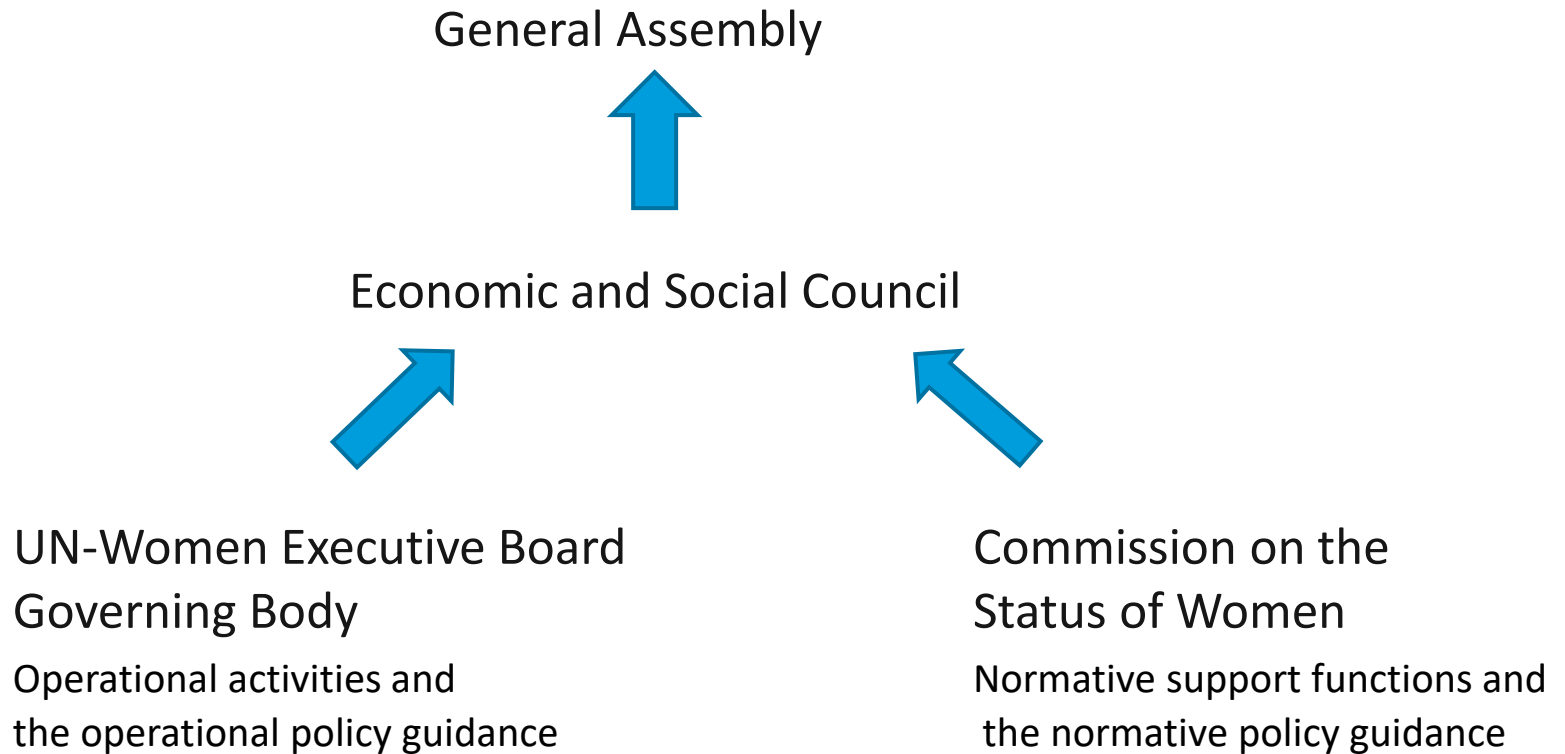 General Assembly
Economic and Social Council
UN-Women Executive Board
Governing Body
Operational activities and
the operational policy guidance
Commission on the
Status of Women
Normative support functions and
the normative policy guidance